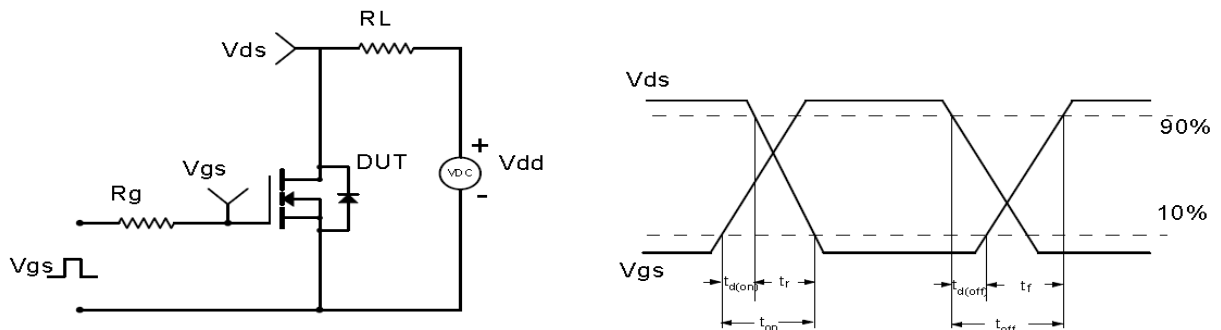 RL
Vds
Vgs
DUT
+
VDC
Vdd
-
Rg
Vgs
Vds
90%
10%
Vgs
td(on)
tr
td(off)
tf
ton
toff